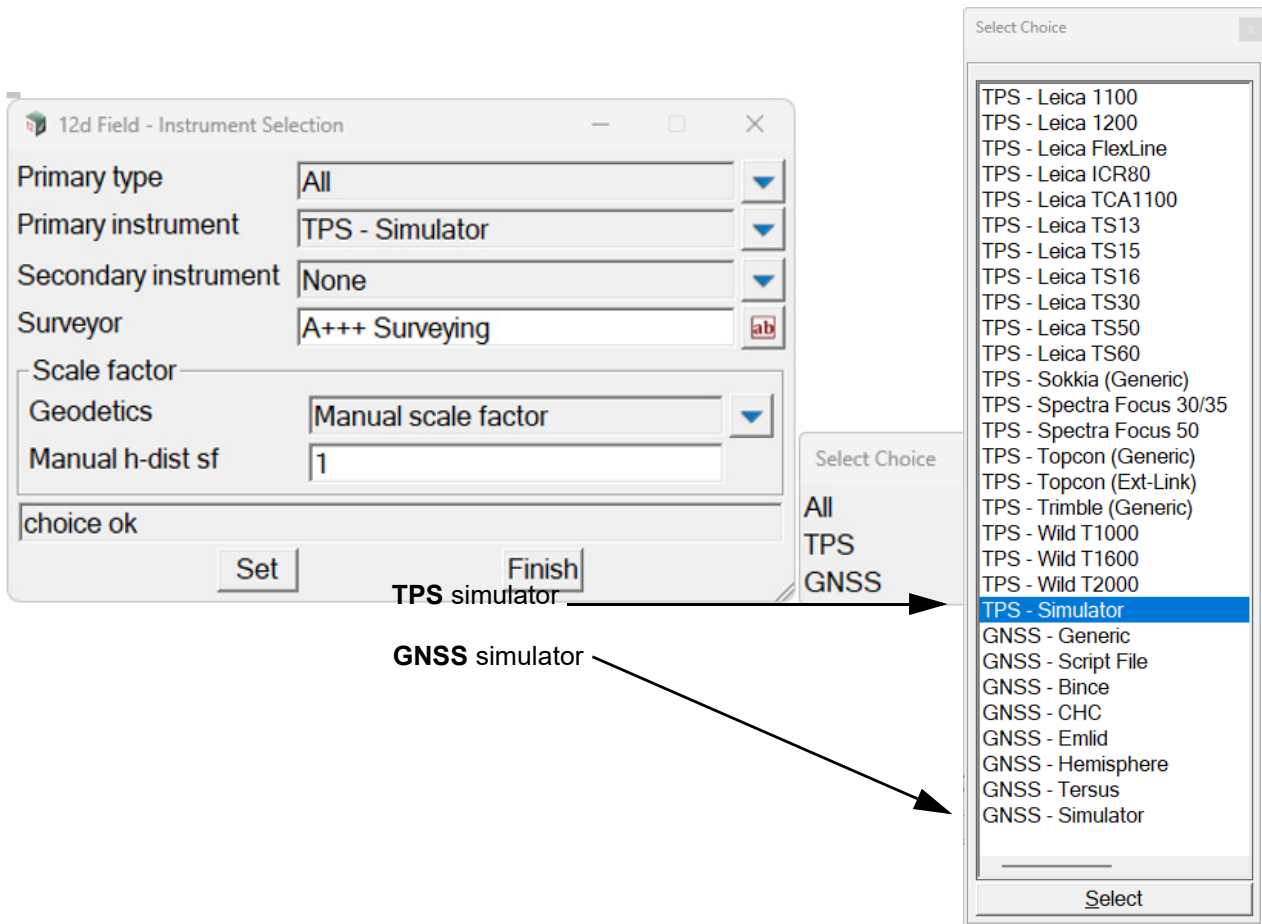 12d Field - Instrument Selection
Primary type
All
Primary instrument
TPS - Simulator
Secondary instrument
None
Surveyor
A+++ Surveying
ab
Scale factor
Geodetics
Manual scale factor
Manual h-dist sf
1
choice ok
Set
Finish
TPS simulator
GNSS simulator
Select Choice
All
TPS
GNSS
Select Choice
x
TPS - Leica 1100
TPS - Leica 1200
TPS - Leica FlexLine
TPS - Leica ICR80
TPS - Leica TCA1100
TPS - Leica TS13
TPS - Leica TS15
TPS - Leica TS16
TPS - Leica TS30
TPS - Leica TS50
TPS - Leica TS60
TPS - Sokkia (Generic)
TPS - Spectra Focus 30/35
TPS - Spectra Focus 50
TPS - Topcon (Generic)
TPS - Topcon (Ext-Link)
TPS - Trimble (Generic)
TPS - Wild T1000
TPS - Wild T1600
TPS - Wild T2000
TPS - Simulator
GNSS - Generic
GNSS - Script File
GNSS - Bince
GNSS - CHC
GNSS - Emlid
GNSS - Hemisphere
GNSS - Tersus
GNSS - Simulator
Select